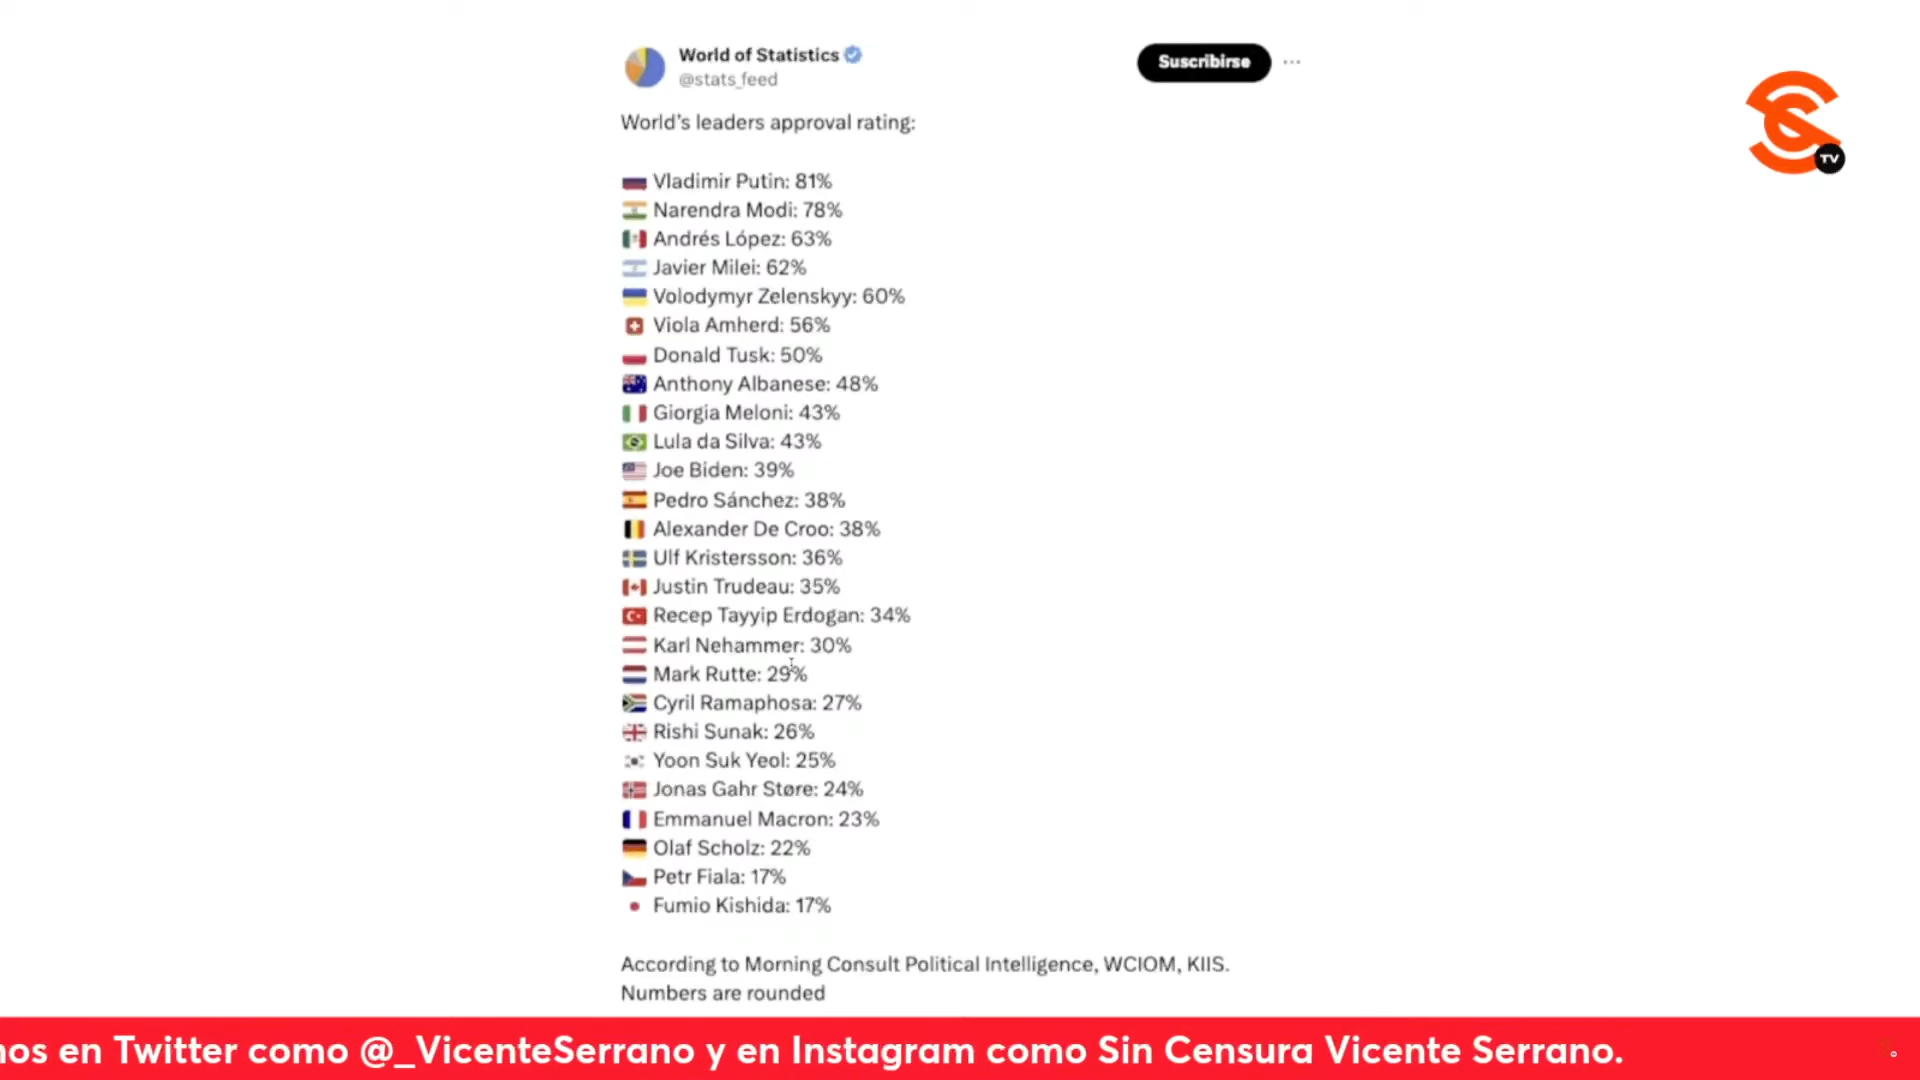 World of Statistics
@stats_feed
Suscribirse
World's leaders approval rating:
Vladimir Putin: 81%
Narendra Modi: 78%
Andrés López: 63%
Javier Milei: 62%
Volodymyr Zelenskyy: 60%
Viola Amherd: 56%
Donald Tusk: 50%
Anthony Albanese: 48%
Giorgia Meloni: 43%
Lula da Silva: 43%
Joe Biden: 39%
Pedro Sánchez: 38%
Alexander De Croo: 38%
Ulf Kristersson: 36%
Justin Trudeau: 35%
Recep Tayyip Erdogan: 34%
Karl Nehammer: 30%
Mark Rutte: 29%
Cyril Ramaphosa: 27%
Rishi Sunak: 26%
Yoon Suk Yeol: 25%
Jonas Gahr Støre: 24%
Emmanuel Macron: 23%
Olaf Scholz: 22%
Petr Fiala: 17%
Fumio Kishida: 17%
According to Morning Consult Political Intelligence, WCIOM, KIIS.
Numbers are rounded
TV
nos en Twitter como @_VicenteSerrano y en Instagram como Sin Censura Vicente Serrano.